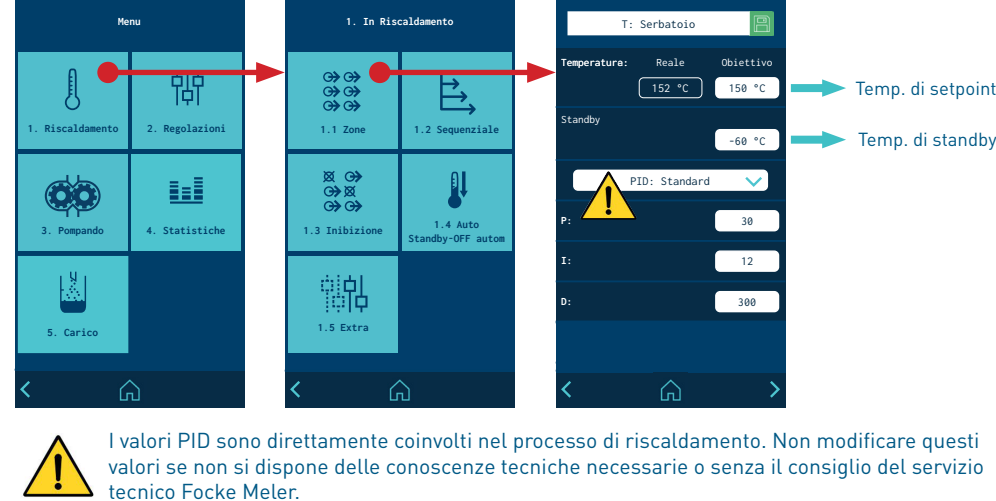 Menu
1. Riscaldamento
2. Regolazioni
3. Pompando
4. Statistiche
5. Carico
1. In Riscaldamento
1.1 Zone
1.2 Sequenziale
1.3 Inibizione
1.4 Auto
Standby-OFF autom
1.5 Extra
T: Serbatoio
Temperatura: Reale Obiettivo
152 °C 150 °C
Temp. di setpoint
Standby
-60 °C
Temp. di standby
PID: Standard
P: 30
I: 12
D: 300
I valori PID sono direttamente coinvolti nel processo di riscaldamento. Non modificare questi
valori se non si dispone delle conoscenze tecniche necessarie o senza il consiglio del servizio
tecnico Focke Meler.